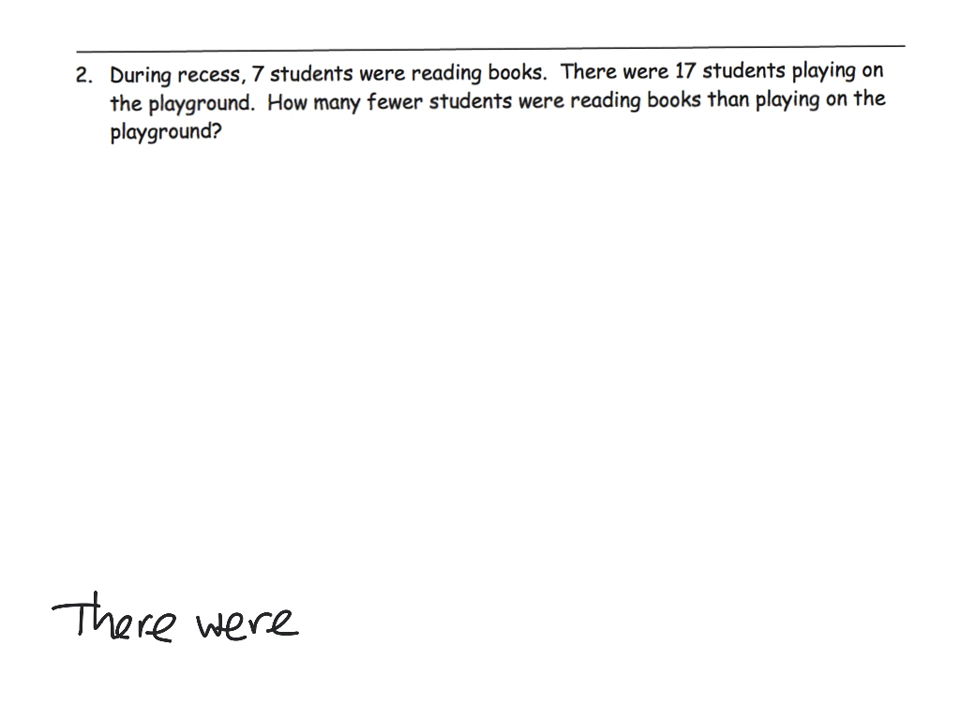 2. During recess, 7 students were reading books. There were 17 students playing on
the playground. How many fewer students were reading books than playing on the
playground?
There were